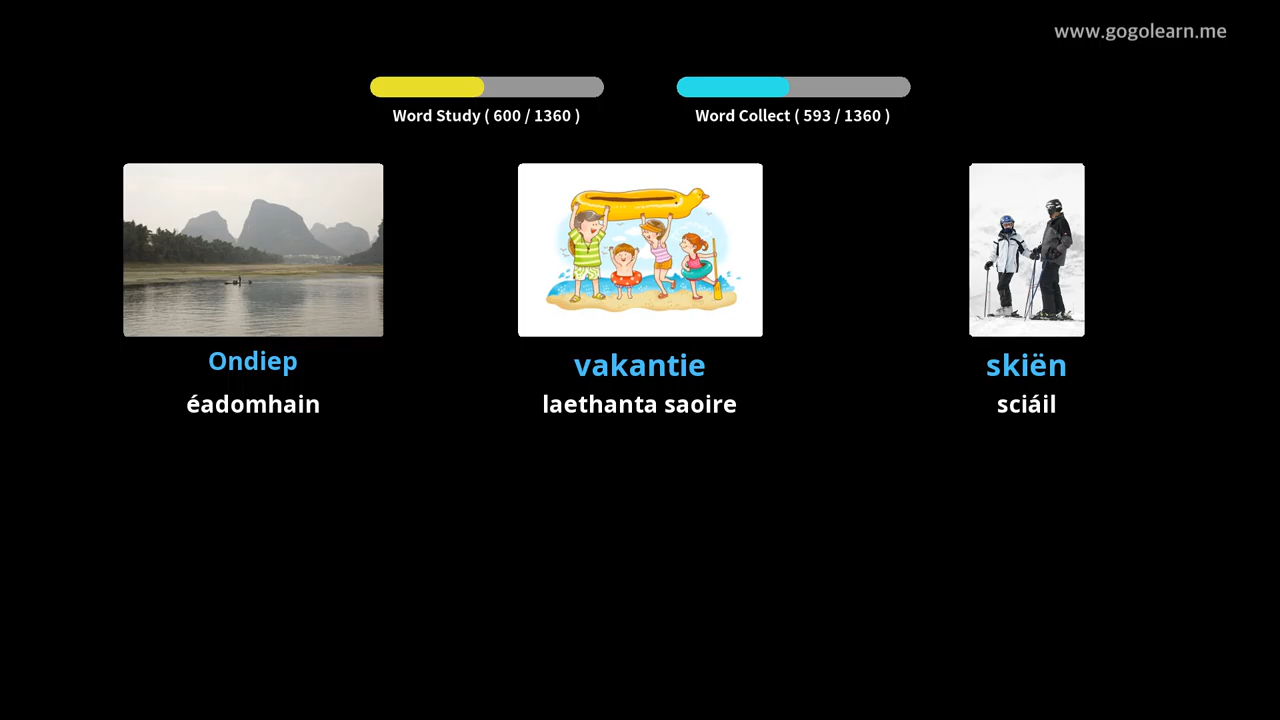 www.gogolearn.me
Word Study ( 600 / 1360 )
Word Collect ( 593 / 1360 )
Ondiep
vakantie
skiën
éadomhain
laethanta saoire
sciáil